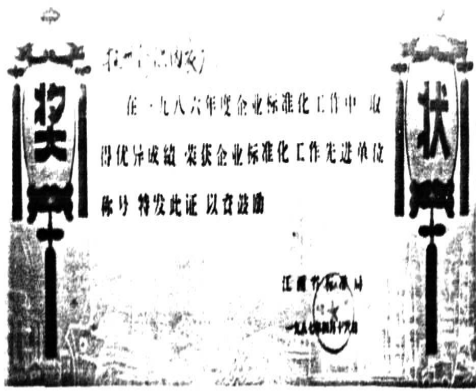 奖状
在一九八六年度企业标准化工作中 取
得优异成绩 荣获企业标准化工作先进单位
称号 特发此证 以资鼓励
江西省标准局